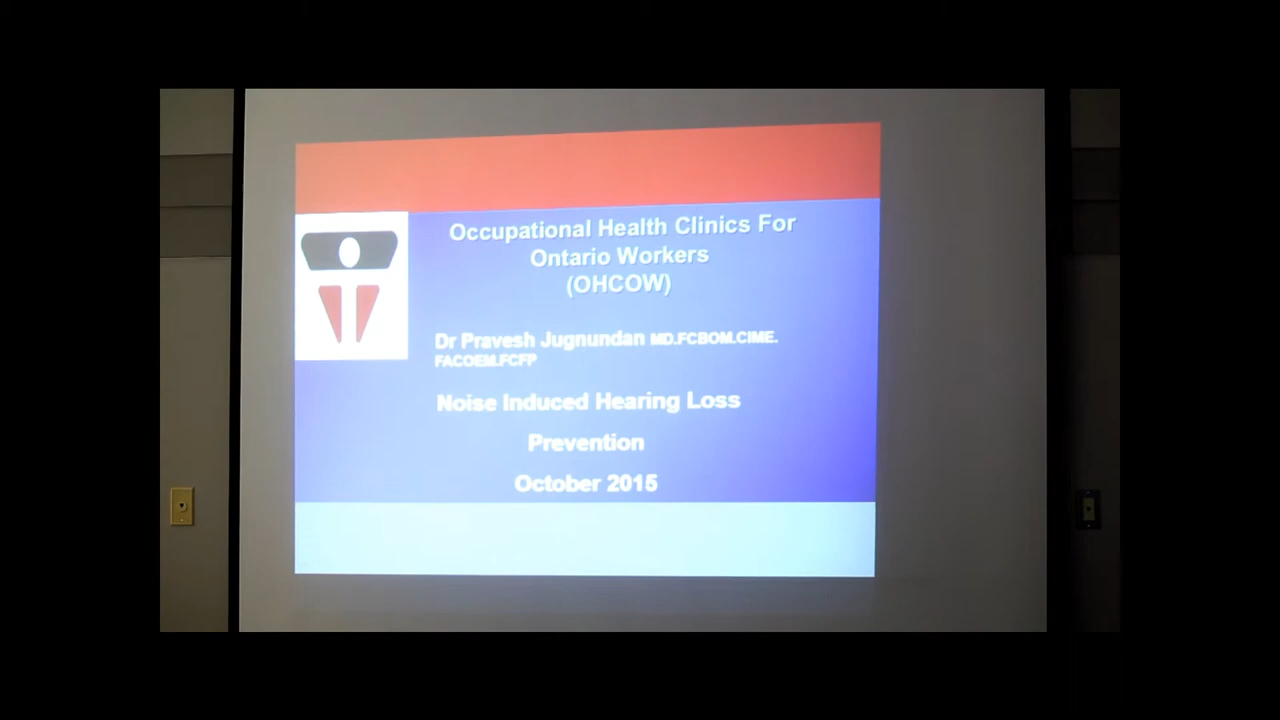 Occupational Health Clinics For
Ontario Workers
(OHCOW)
Dr Pravesh Jugnundan MD.FCBOM.CIME.
FACOEM.FCFP
Noise Induced Hearing Loss
Prevention
October 2015